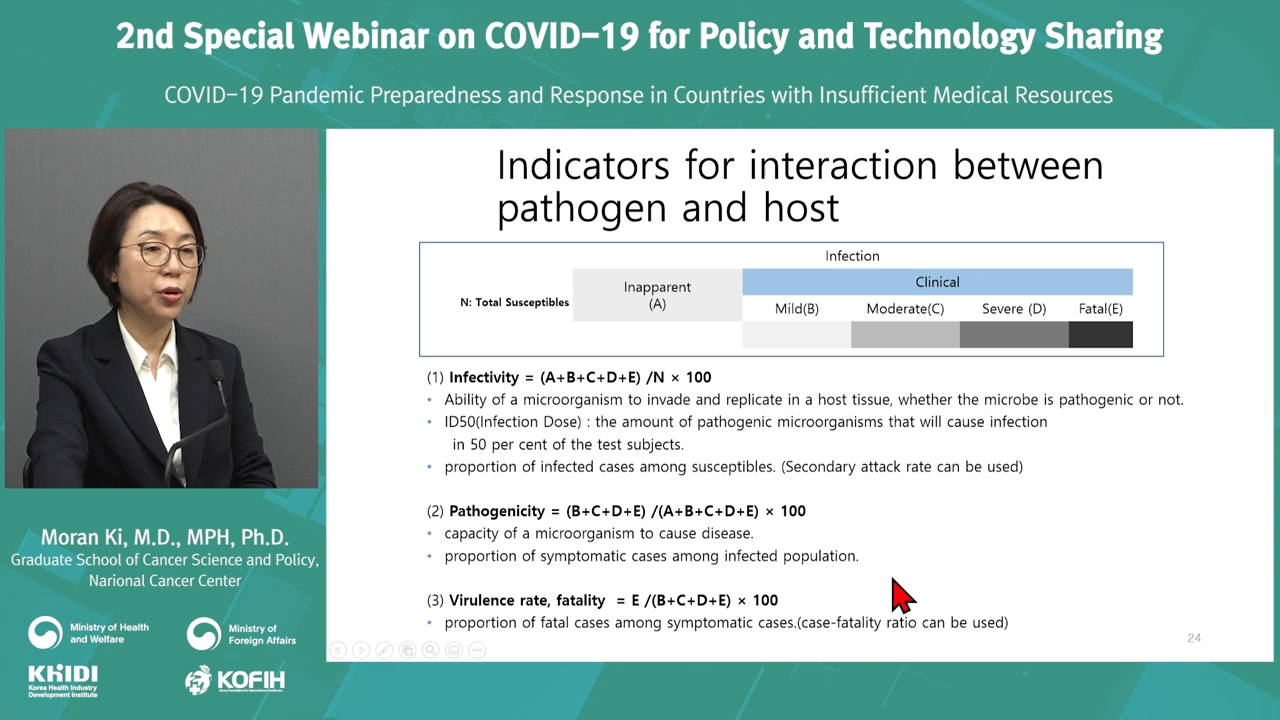 2nd Special Webinar on COVID-19 for Policy and Technology Sharing
COVID-19 Pandemic Preparedness and Response in Countries with Insufficient Medical Resources
Indicators for interaction between
pathogen and host
Infection
Clinical
Inapparent
(A)
N: Total Susceptibles
Mild(B)
Moderate(C)
Severe (D)
Fatal(E)
(1) Infectivity = (A+B+C+D+E) /N × 100
• Ability of a microorganism to invade and replicate in a host tissue, whether the microbe is pathogenic or not.
• ID50(Infection Dose) : the amount of pathogenic microorganisms that will cause infection
in 50 per cent of the test subjects.
• proportion of infected cases among susceptibles. (Secondary attack rate can be used)
(2) Pathogenicity = (B+C+D+E) /(A+B+C+D+E) × 100
• capacity of a microorganism to cause disease.
• proportion of symptomatic cases among infected population.
(3) Virulence rate, fatality = E /(B+C+D+E) × 100
• proportion of fatal cases among symptomatic cases.(case-fatality ratio can be used)
24
Moran Ki, M.D., MPH, Ph.D.
Graduate School of Cancer Science and Policy,
Narional Cancer Center
Ministry of Health
and Welfare
Ministry of
Foreign Affairs
KHIDI
Korea Health Industry
Development Institute
KOFIH
Korea Foundation for International Healthcare